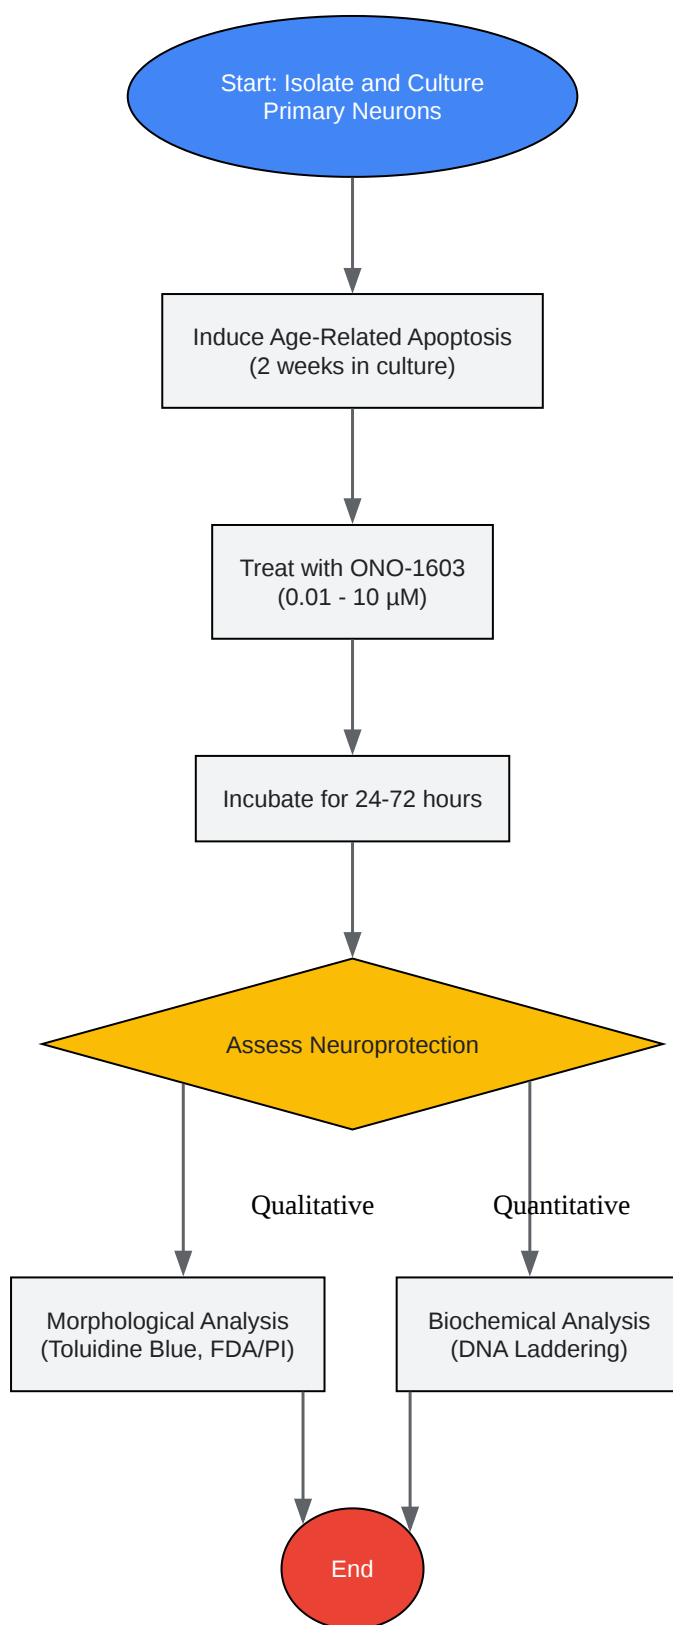 Start: Isolate and Culture
Primary Neurons
Induce Age-Related Apoptosis
(2 weeks in culture)
Treat with ONO-1603
(0.01 - 10 µM)
Incubate for 24-72 hours
Assess Neuroprotection
Qualitative
Quantitative
Morphological Analysis
(Toluidine Blue, FDA/PI)
Biochemical Analysis
(DNA Laddering)
End